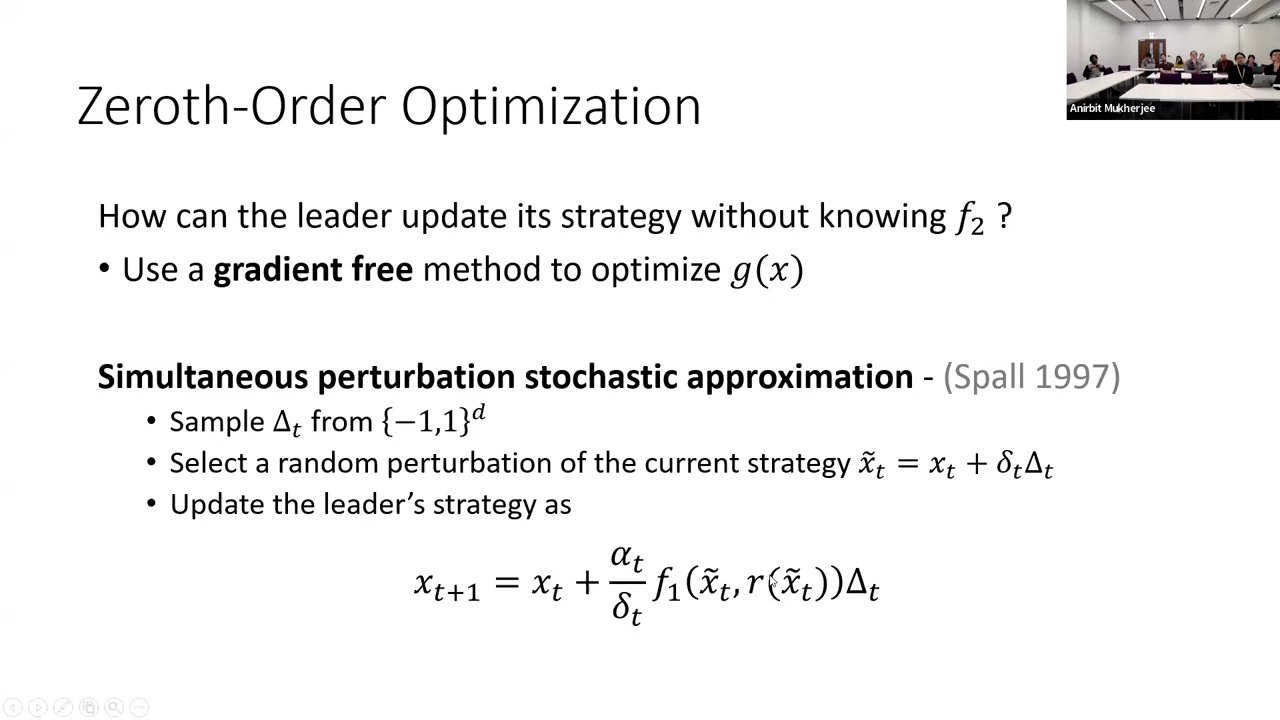 Anirbit Mukherjee
Zeroth-Order Optimization
How can the leader update its strategy without knowing f₂ ?
• Use a gradient free method to optimize g(x)
Simultaneous perturbation stochastic approximation - (Spall 1997)
• Sample Δₜ from {−1,1}ᵈ
• Select a random perturbation of the current strategy x̃ₜ = xₜ + δₜΔₜ
• Update the leader’s strategy as
xₜ₊₁ = xₜ + αₜ/δₜ f₁(x̃ₜ, r(x̃ₜ))Δₜ